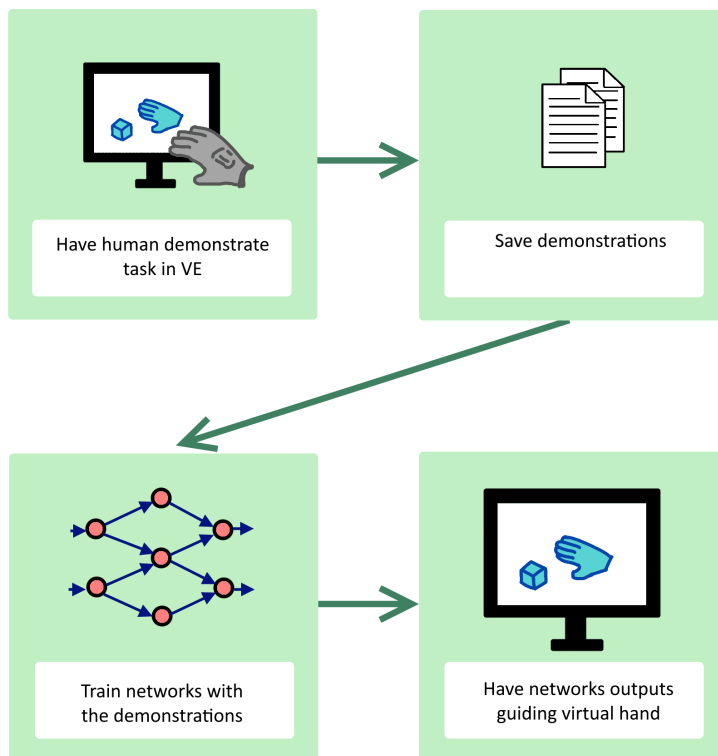 Have human demonstrate
task in VE
Save demonstrations
Train networks with
the demonstrations
Have networks outputs
guiding virtual hand